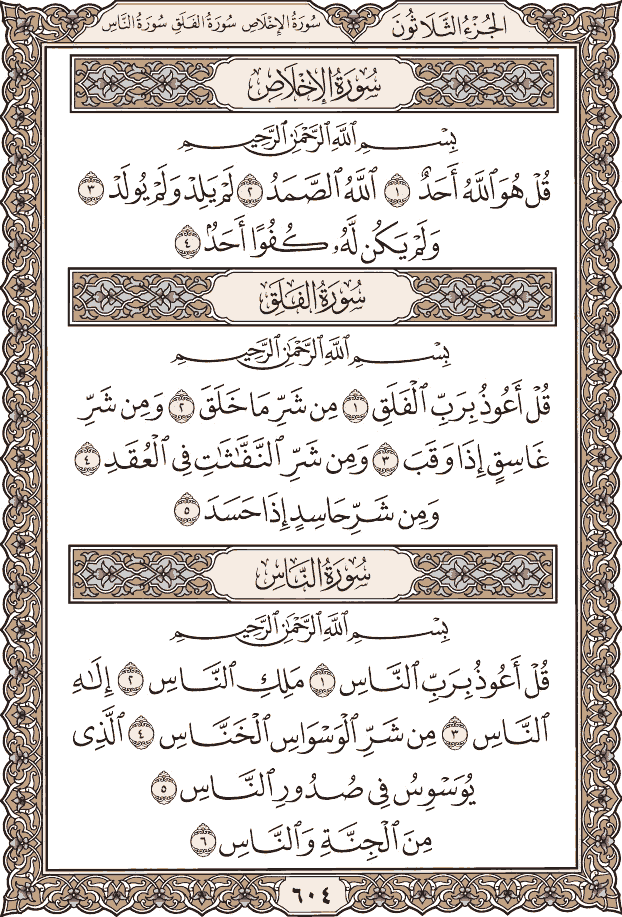 الجُزْءُ الثَّلَاثُونَ سُورَةُ الإِخْلَاصِ سُورَةُ الفَلَقِ سُورَةُ النَّاسِ
سُورَةُ الإِخْلَاصِ
بِسْمِ ٱللَّهِ ٱلرَّحْمَٰنِ ٱلرَّحِيمِ
قُلْ هُوَ ٱللَّهُ أَحَدٌ ١ ٱللَّهُ ٱلصَّمَدُ ٢ لَمْ يَلِدْ وَلَمْ يُولَدْ ٣
وَلَمْ يَكُن لَّهُۥ كُفُوًا أَحَدٌۢ ٤
سُورَةُ الفَلَقِ
بِسْمِ ٱللَّهِ ٱلرَّحْمَٰنِ ٱلرَّحِيمِ
قُلْ أَعُوذُ بِرَبِّ ٱلْفَلَقِ ١ مِن شَرِّ مَا خَلَقَ ٢ وَمِن شَرِّ
غَاسِقٍ إِذَا وَقَبَ ٣ وَمِن شَرِّ ٱلنَّفَّٰثَٰتِ فِى ٱلْعُقَدِ ٤
وَمِن شَرِّ حَاسِدٍ إِذَا حَسَدَ ٥
سُورَةُ النَّاسِ
بِسْمِ ٱللَّهِ ٱلرَّحْمَٰنِ ٱلرَّحِيمِ
قُلْ أَعُوذُ بِرَبِّ ٱلنَّاسِ ١ مَلِكِ ٱلنَّاسِ ٢ إِلَٰهِ
ٱلنَّاسِ ٣ مِن شَرِّ ٱلْوَسْوَاسِ ٱلْخَنَّاسِ ٤ ٱلَّذِى
يُوَسْوِسُ فِى صُدُورِ ٱلنَّاسِ ٥
مِنَ ٱلْجِنَّةِ وَٱلنَّاسِ ٦
٦٠٤